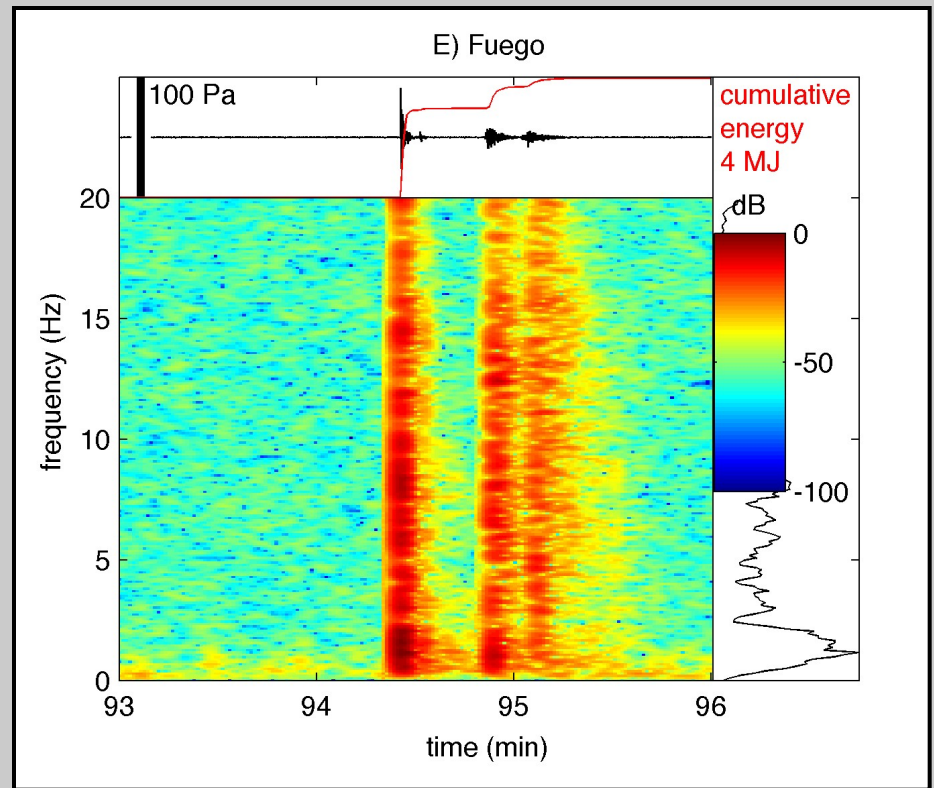 E) Fuego
100 Pa
cumulative
energy
4 MJ
20
15
10
5
0
frequency (Hz)
dB
0
-50
-100
93
94
95
96
time (min)